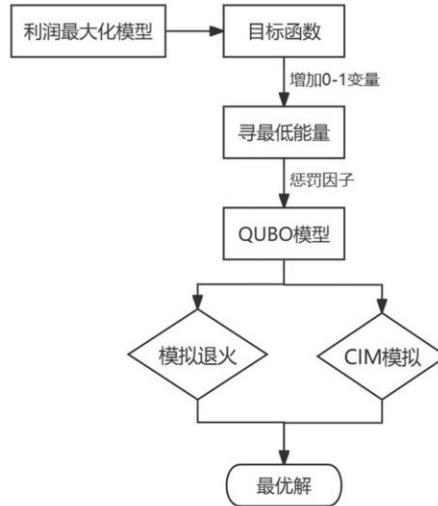 利润最大化模型
目标函数
增加0-1变量
寻最低能量
惩罚因子
QUBO模型
模拟退火
CIM模拟
最优解